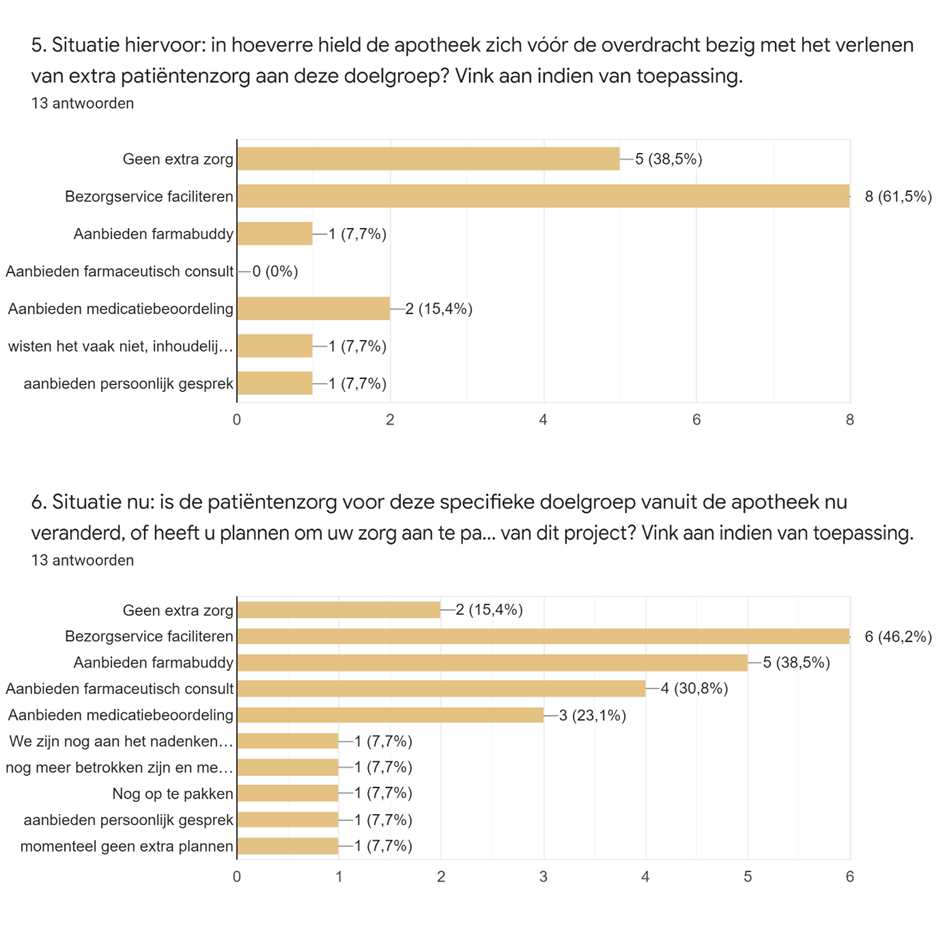 5. Situatie hiervoor: in hoeverre hield de apotheek zich vóór de overdracht bezig met het verlenen
van extra patiëntenzorg aan deze doelgroep? Vink aan indien van toepassing.
13 antwoorden
Geen extra zorg 5 (38,5%)
Bezorgservice faciliteren 8 (61,5%)
Aanbieden farmabuddy 1 (7,7%)
Aanbieden farmaceutisch consult 0 (0%)
Aanbieden medicatiebeoordeling 2 (15,4%)
wisten het vaak niet, inhoudelij... 1 (7,7%)
aanbieden persoonlijk gesprek 1 (7,7%)
0 2 4 6 8
6. Situatie nu: is de patiëntenzorg voor deze specifieke doelgroep vanuit de apotheek nu
veranderd, of heeft u plannen om uw zorg aan te pa... van dit project? Vink aan indien van toepassing.
13 antwoorden
Geen extra zorg 2 (15,4%)
Bezorgservice faciliteren 6 (46,2%)
Aanbieden farmabuddy 5 (38,5%)
Aanbieden farmaceutisch consult 4 (30,8%)
Aanbieden medicatiebeoordeling 3 (23,1%)
We zijn nog aan het nadenken... 1 (7,7%)
nog meer betrokken zijn en me... 1 (7,7%)
Nog op te pakken 1 (7,7%)
aanbieden persoonlijk gesprek 1 (7,7%)
momenteel geen extra plannen 1 (7,7%)
0 1 2 3 4 5 6